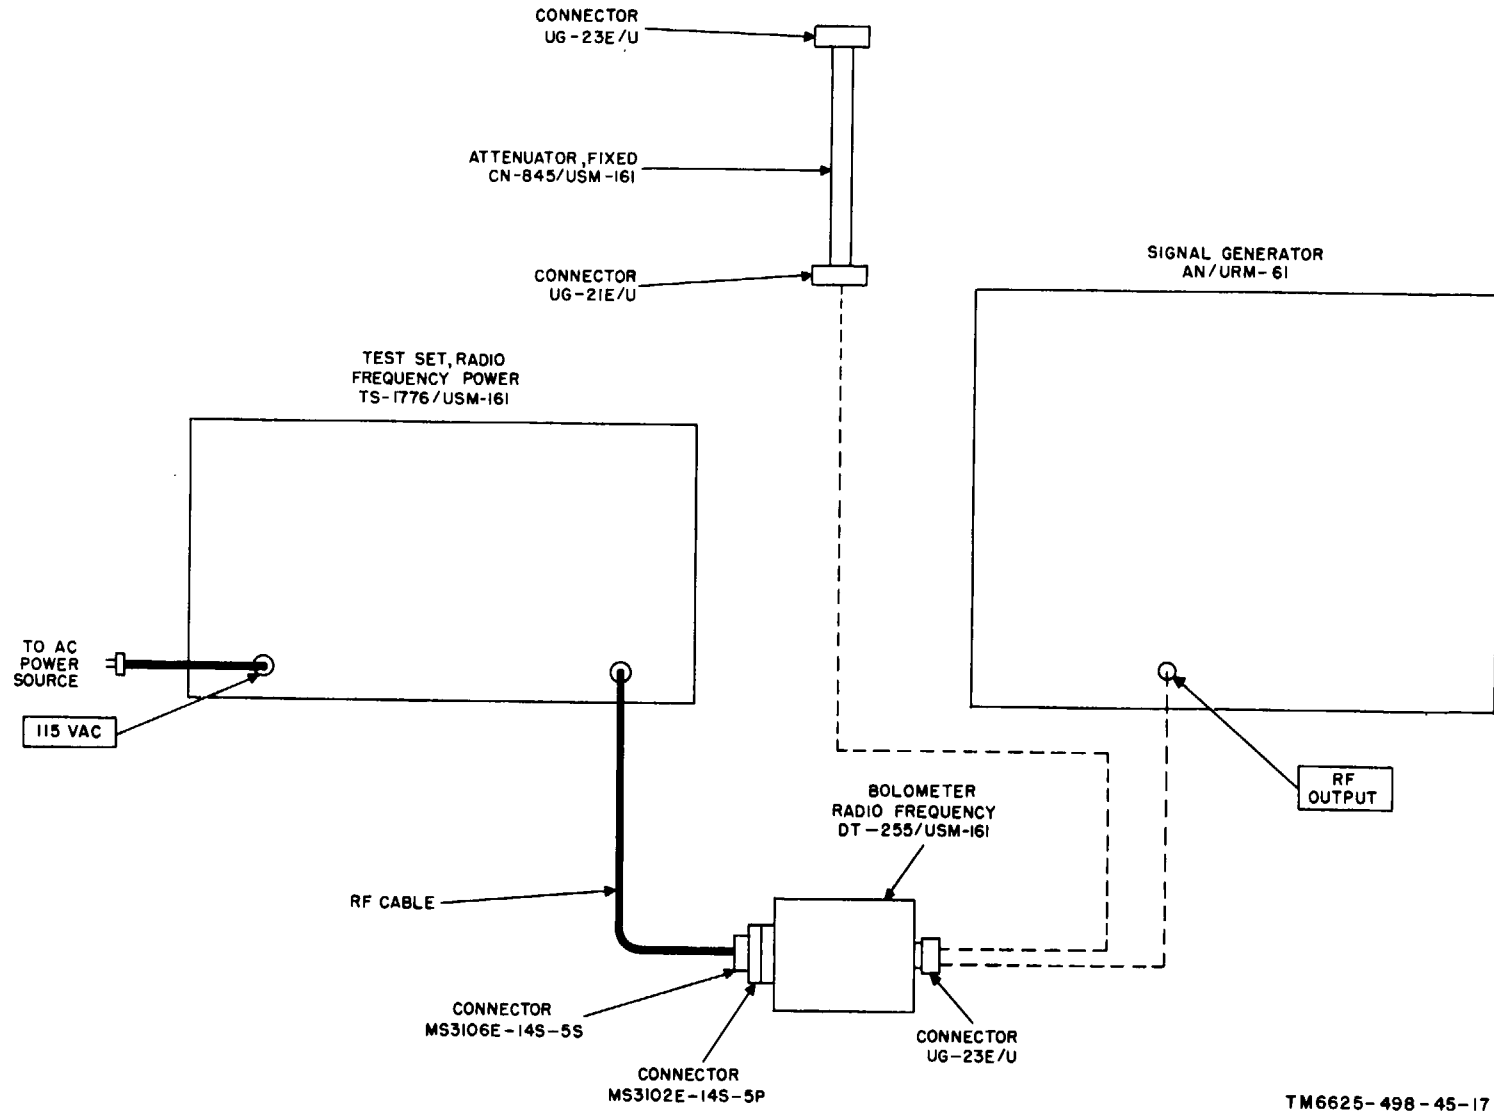 CONNECTOR
UG-23E/U
ATTENUATOR, FIXED
CN-845/USM-161
CONNECTOR
UG-21E/U
SIGNAL GENERATOR
AN/URM-61
TEST SET, RADIO
FREQUENCY POWER
TS-1776/USM-161
TO AC
POWER
SOURCE
115 VAC
RF
OUTPUT
BOLOMETER
RADIO FREQUENCY
DT-255/USM-161
RF CABLE
CONNECTOR
MS3106E-14S-5S
CONNECTOR
MS3102E-14S-5P
CONNECTOR
UG-23E/U
TM6625-498-45-17